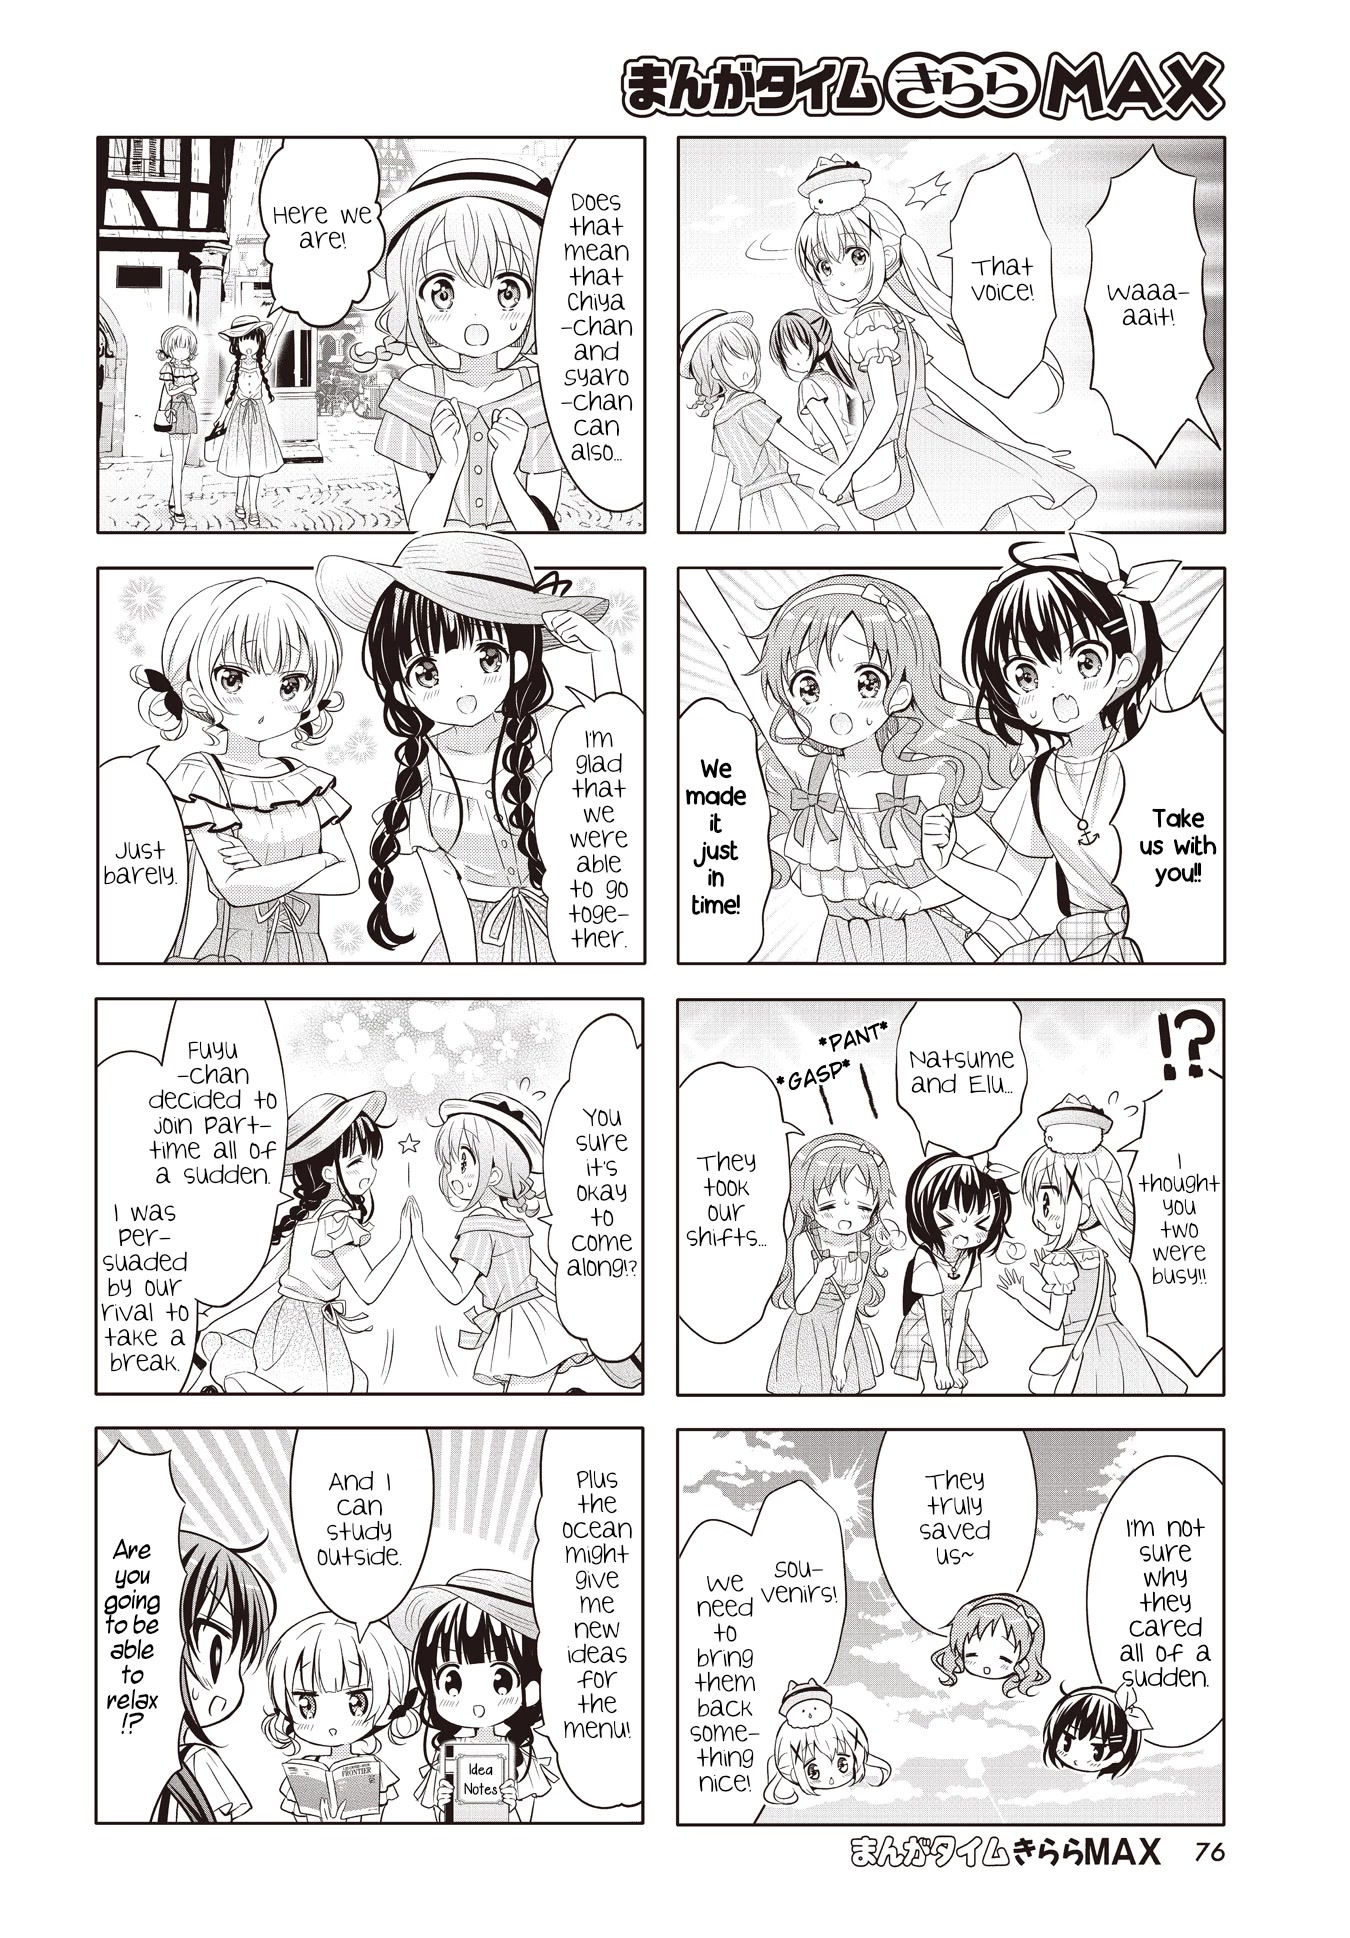 まんがタイムきららMAX
Waaa-
aait!
That
voice!
Take
us with
you!!
We
made
it
just
in
time!
!?
I
thought
you
two
were
busy!!
Natsume
and Elu...
*PANT*
*GASP*
They
took
our
shifts...
I'm not
sure
why
they
cared
all of a
sudden.
They
truly
saved
us~
sou-
venirs!
We
need
to
bring
them
back
some-
thing
nice!
Does
that
mean
that
Chiya
-chan
and
Syaro
-chan
can
also...
Here we
are!
I'm
glad
that
we
were
able
to go
toge-
ther.
Just
barely.
You
sure
it's
okay
to
come
along!?
Fuyu
-chan
decided to
join part-
time all of
a sudden.
I was
per-
suaded
by our
rival to
take a
break.
Plus
the
ocean
might
give
me
new
ideas
for
the
menu!
And I
can
study
outside.
Idea
Notes
FRONTIER
Are
you
going
to be
able
to
relax
!?
まんがタイムきららMAX 76